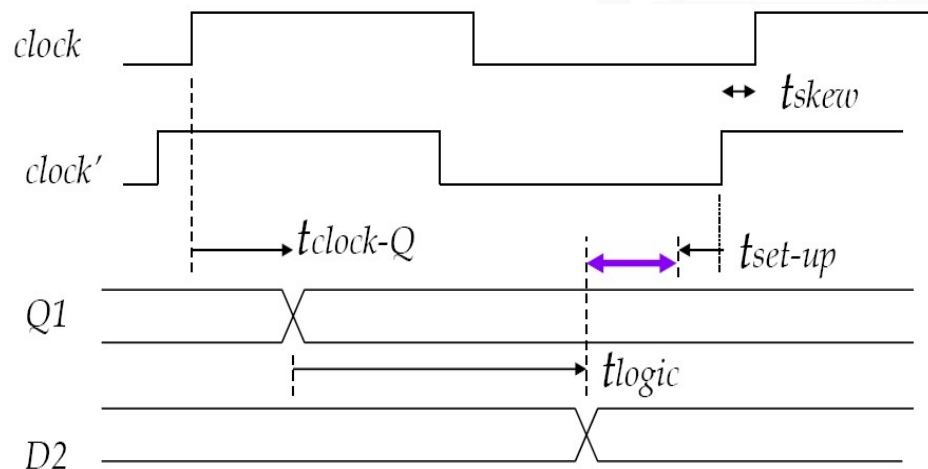 clock
tskew
clock'
tclock-Q
tset-up
Q1
tlogic
D2